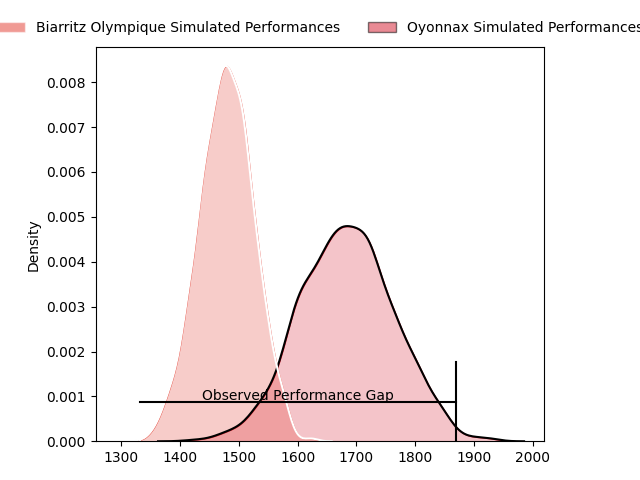 Biarritz Olympique Simulated Performances Oyonnax Simulated Performances
0.008
0.007
0.006
0.005
0.004
0.003
0.002
0.001
0.000
Density
Observed Performance Gap
1300 1400 1500 1600 1700 1800 1900 2000